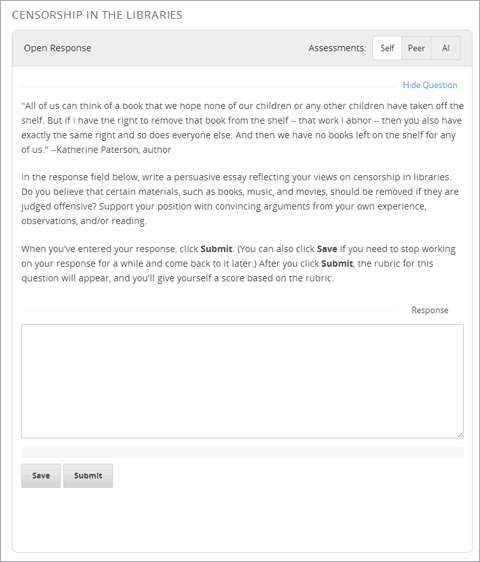 CENSORSHIP IN THE LIBRARIES
Open Response
Assessments: Self Peer AI
Hide Question
"All of us can think of a book that we hope none of our children or any other children have taken off the
shelf. But if I have the right to remove that book from the shelf -- that work I abhor -- then you also have
exactly the same right and so does everyone else. And then we have no books left on the shelf for any
of us." --Katherine Paterson, author
In the response field below, write a persuasive essay reflecting your views on censorship in libraries.
Do you believe that certain materials, such as books, music, and movies, should be removed if they are
judged offensive? Support your position with convincing arguments from your own experience,
observations, and/or reading.
When you've entered your response, click Submit. (You can also click Save if you need to stop working
on your response for a while and come back to it later.) After you click Submit, the rubric for this
question will appear, and you'll give yourself a score based on the rubric.
Response
Save Submit